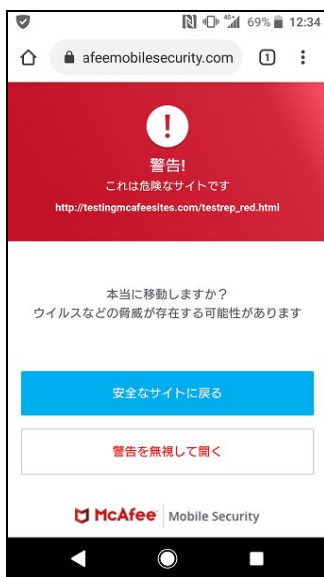 69% 12:34
afeemobilesecurity.com 1
!
警告!
これは危険なサイトです
http://testingmcafeesites.com/testrep_red.html
本当に移動しますか？
ウイルスなどの脅威が存在する可能性があります
安全なサイトに戻る
警告を無視して開く
McAfee Mobile Security